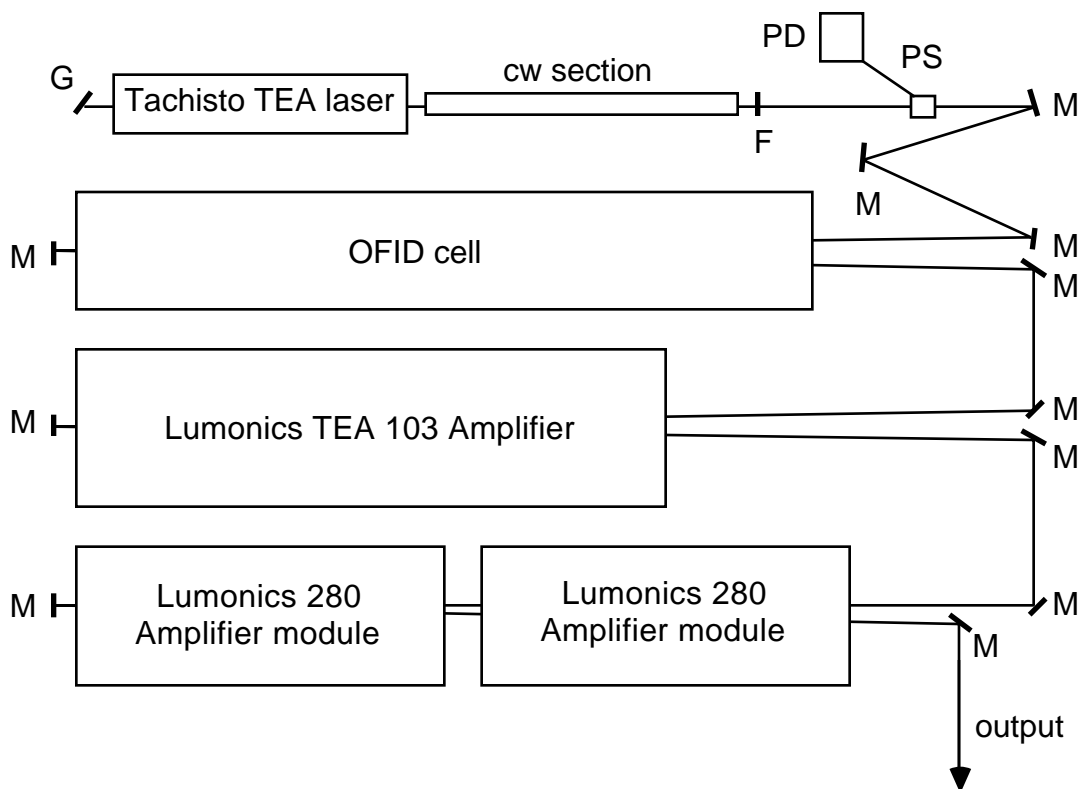 PD
PS
G
Tachisto TEA laser
cw section
M
F
M
M
OFID cell
M
M
M
Lumonics TEA 103 Amplifier
M
M
Lumonics 280
Amplifier module
Lumonics 280
Amplifier module
M
M
M
output